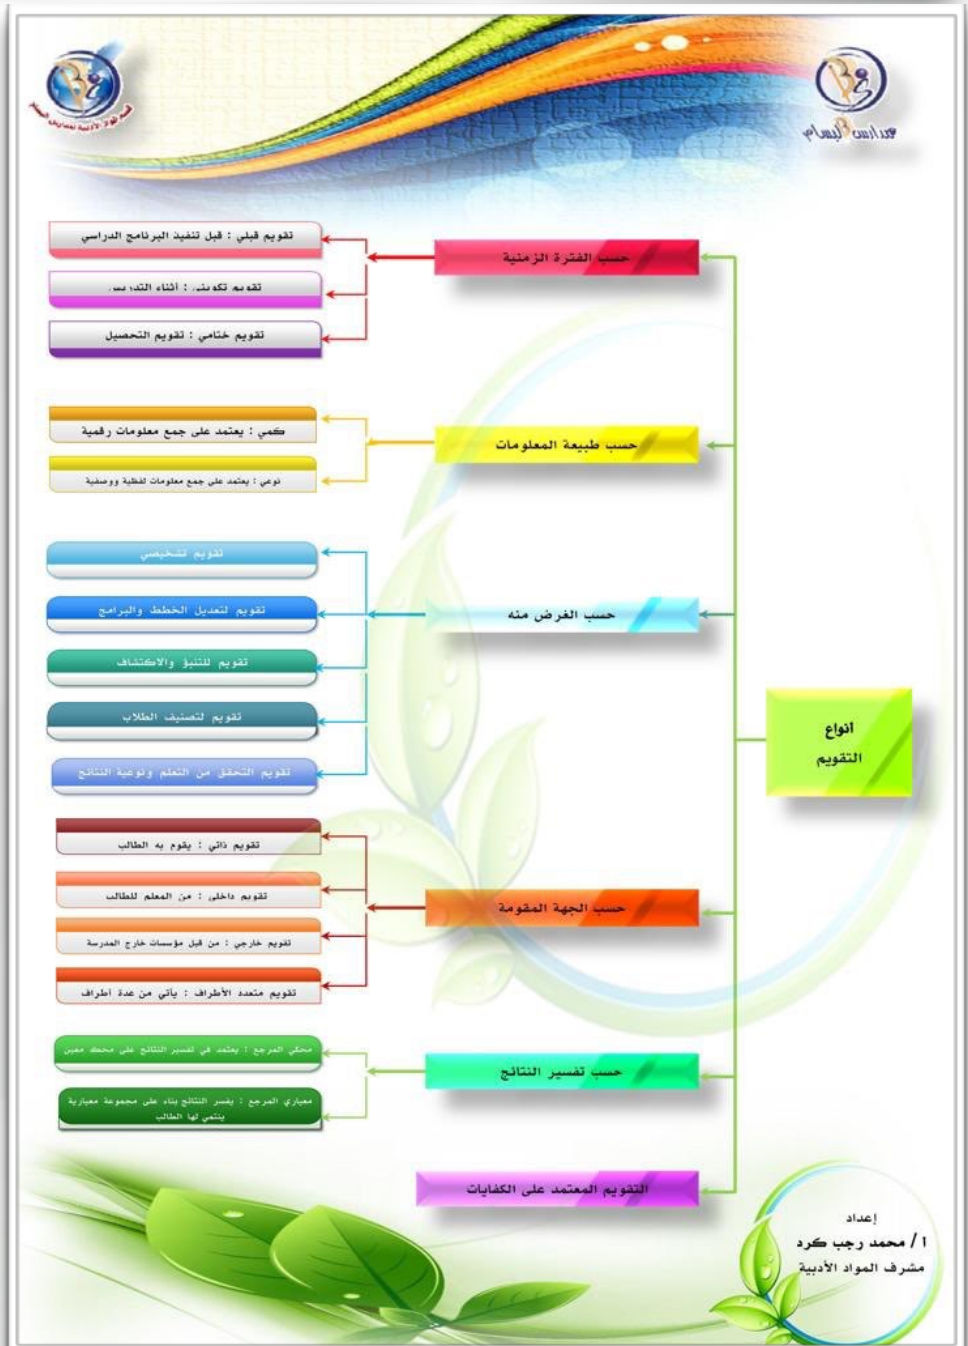 مدارس البسام
أنواع
التقويم
حسب الفترة الزمنية
تقويم قبلي : قبل تنفيذ البرنامج الدراسي
تقويم تكويني : أثناء التدريس
تقويم ختامي : تقويم التحصيل
حسب طبيعة المعلومات
كمي : يعتمد على جمع معلومات رقمية
نوعي : يعتمد على جمع معلومات لفظية ووصفية
حسب الغرض منه
تقويم تشخيصي
تقويم لتعديل الخطط والبرامج
تقويم للتنبؤ والاكتشاف
تقويم لتصنيف الطلاب
تقويم التحقق من التعلم ونوعية النتائج
حسب الجهة المقومة
تقويم ذاتي : يقوم به الطالب
تقويم داخلي : من المعلم للطالب
تقويم خارجي : من قبل مؤسسات خارج المدرسة
تقويم متعدد الأطراف : يأتي من عدة أطراف
حسب تفسير النتائج
محكي المرجع : يعتمد في تفسير النتائج على محك معين
معياري المرجع : يفسر النتائج بناء على مجموعة معيارية
ينتمي لها الطالب
التقويم المعتمد على الكفايات
إعداد
أ / محمد رجب كرد
مشرف المواد الأدبية